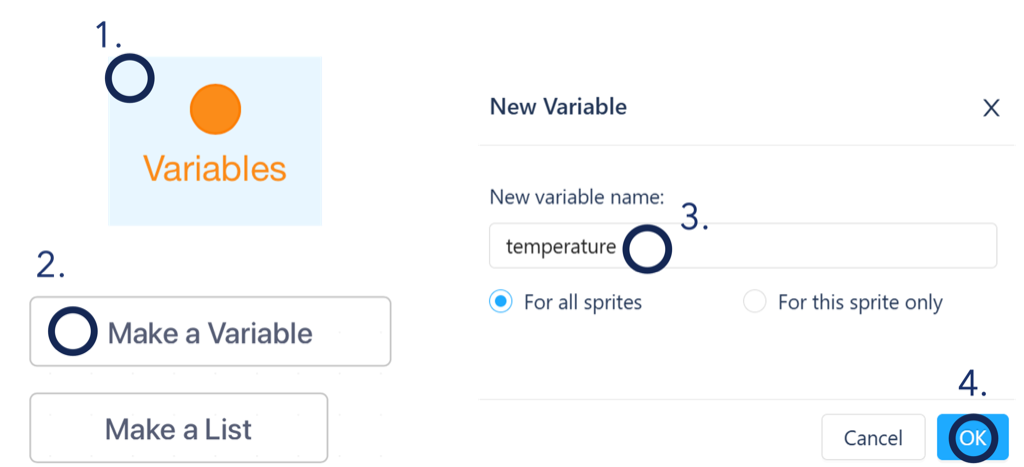 1.
Variables
2.
Make a Variable
Make a List
New Variable
X
New variable name:
3.
temperature
For all sprites
For this sprite only
4.
Cancel
OK